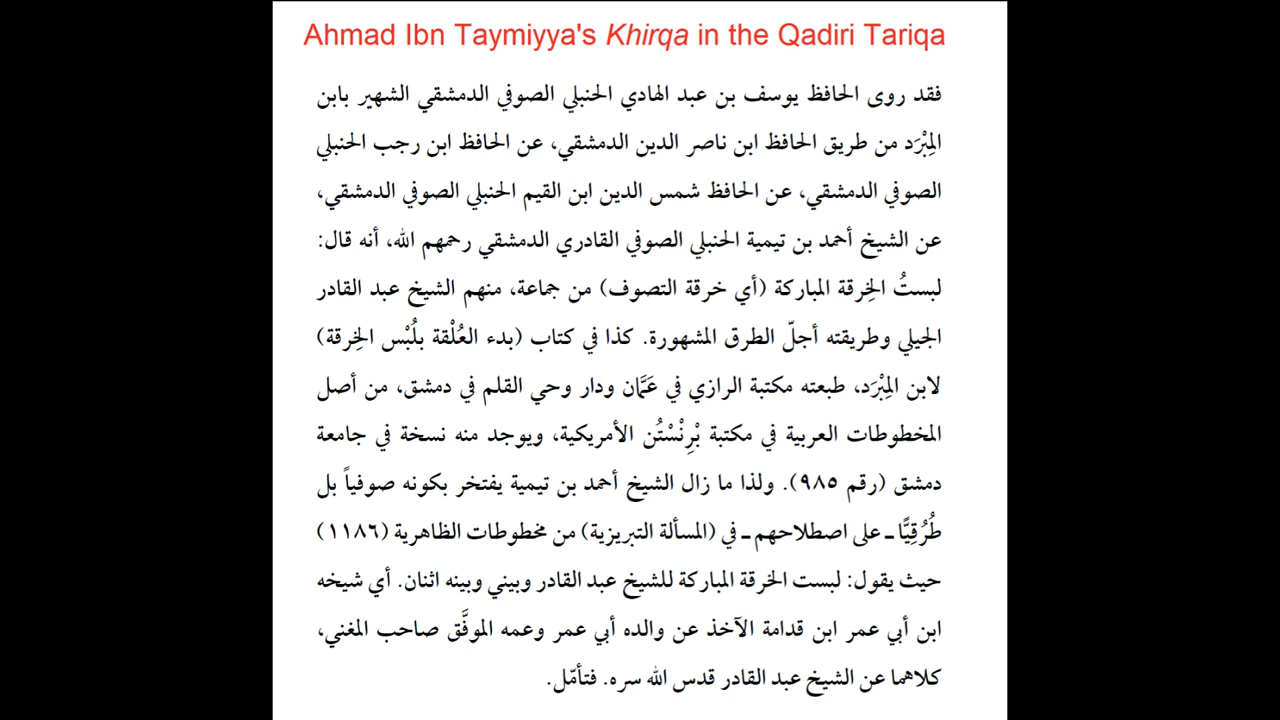 Ahmad Ibn Taymiyya's Khirqa in the Qadiri Tariqa
فقد روى الحافظ يوسف بن عبد الهادي الحنبلي الصوفي الدمشقي الشهير بابن
المِبْرَد من طريق الحافظ ابن ناصر الدين الدمشقي، عن الحافظ ابن رجب الحنبلي
الصوفي الدمشقي، عن الحافظ شمس الدين ابن القيم الحنبلي الصوفي الدمشقي،
عن الشيخ أحمد بن تيمية الحنبلي الصوفي القادري الدمشقي رحمهم الله، أنه قال:
لبستُ الخِرقة المباركة (أي خرقة التصوف) من جماعة، منهم الشيخ عبد القادر
الجيلي وطريقته أجلّ الطرق المشهورة. كذا في كتاب (بدء العُلْقة بلُبْس الخِرقة)
لابن المِبْرَد، طبعته مكتبة الرازي في عَمَّان ودار وحي القلم في دمشق، من أصل
المخطوطات العربية في مكتبة بْرِنْسْتُن الأمريكية، ويوجد منه نسخة في جامعة
دمشق (رقم ٩٨٥). ولذا ما زال الشيخ أحمد بن تيمية يفتخر بكونه صوفياً بل
طُرُقِيًّا ـ على اصطلاحهم ـ في (المسألة التبريزية) من مخطوطات الظاهرية (١١٨٦)
حيث يقول: لبست الخرقة المباركة للشيخ عبد القادر وبيني وبينه اثنان. أي شيخه
ابن أبي عمر ابن قدامة الآخذ عن والده أبي عمر وعمه الموفَّق صاحب المغني،
كلاهما عن الشيخ عبد القادر قدس الله سره. فتأمّل.